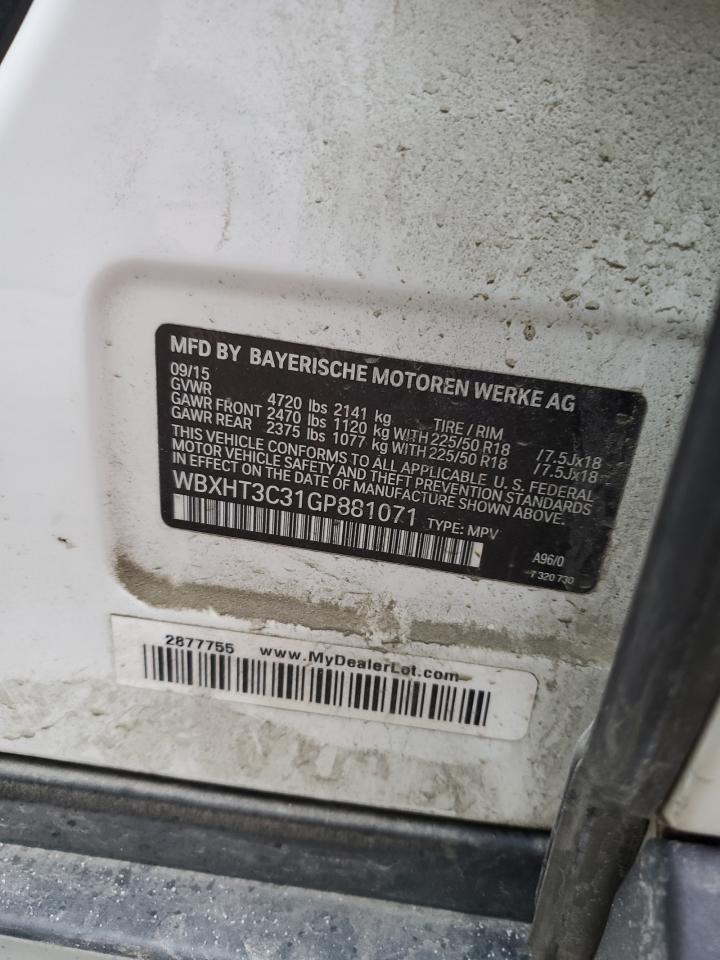 MFD BY BAYERISCHE MOTOREN WERKE AG
09/15
GVWR 4720 lbs 2141 kg TIRE / RIM
GAWR FRONT 2470 lbs 1120 kg WITH 225/50 R18 /7.5Jx18
GAWR REAR 2375 lbs 1077 kg WITH 225/50 R18 /7.5Jx18
THIS VEHICLE CONFORMS TO ALL APPLICABLE U.S. FEDERAL
MOTOR VEHICLE SAFETY AND THEFT PREVENTION STANDARDS
IN EFFECT ON THE DATE OF MANUFACTURE SHOWN ABOVE.
WBXHT3C31GP881071 TYPE: MPV
A96/0
7 320 730
2877755 www.MyDealerLot.com